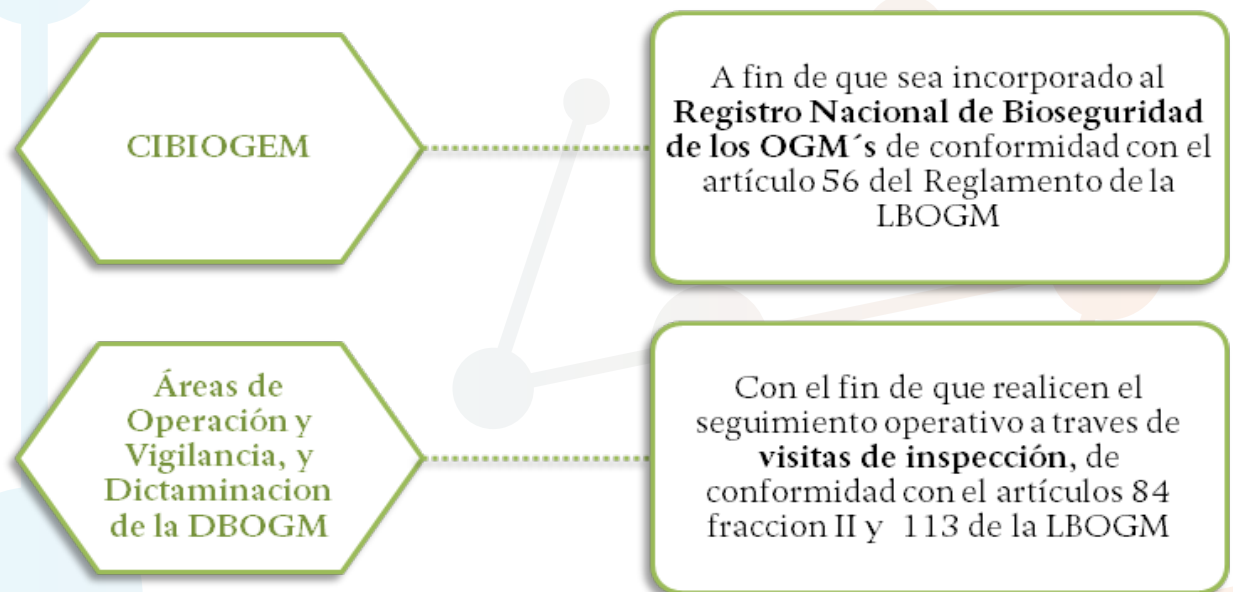 CIBIOGEM
A fin de que sea incorporado al
Registro Nacional de Bioseguridad
de los OGM´s de conformidad con el
artículo 56 del Reglamento de la
LBOGM
Áreas de
Operación y
Vigilancia, y
Dictaminacion
de la DBOGM
Con el fin de que realicen el
seguimiento operativo a traves de
visitas de inspección, de
conformidad con el artículos 84
fraccion II y 113 de la LBOGM